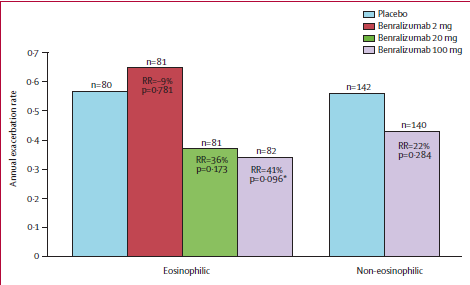 Placebo
Benralizumab 2 mg
Benralizumab 20 mg
Benralizumab 100 mg
Annual exacerbation rate
0·7
0·6
0·5
0·4
0·3
0·2
0·1
0
n=80
n=81
RR=–9%
p=0·781
n=81
RR=36%
p=0·173
n=82
RR=41%
p=0·096*
n=142
n=140
RR=22%
p=0·284
Eosinophilic
Non-eosinophilic